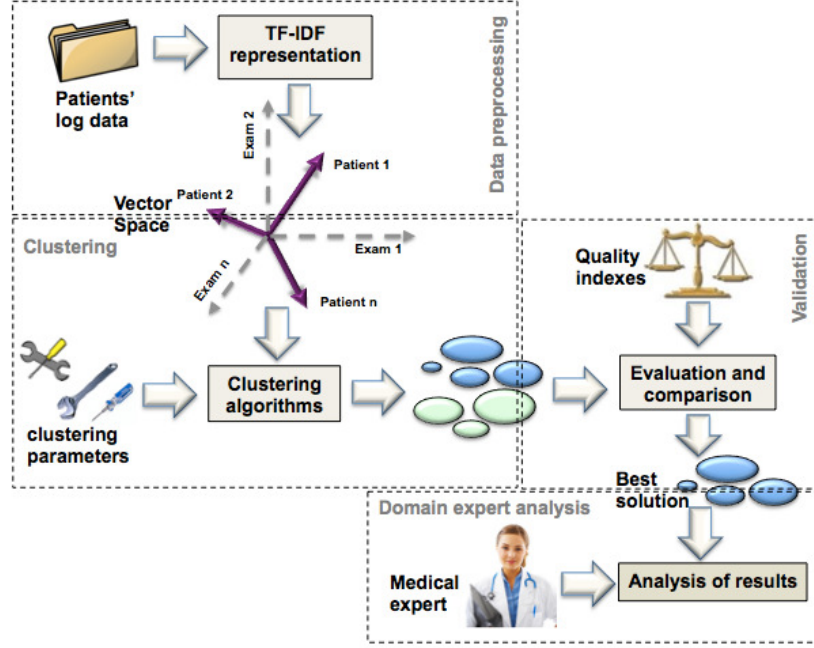 TF-IDF
representation
Patients'
log data
Data preprocessing
Exam 2
Patient 1
Patient 2
Vector
Space
Clustering
Exam 1
Exam n
Patient n
Quality
indexes
Validation
clustering
parameters
Clustering
algorithms
Evaluation and
comparison
Best
solution
Domain expert analysis
Medical
expert
Analysis of results